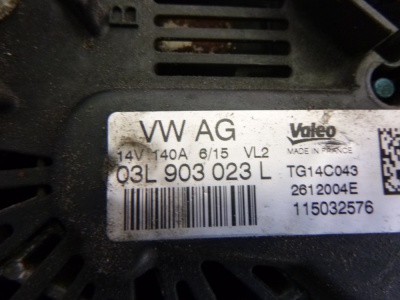 VW AG
14V 140A 6/15 VL2
03L 903 023 L
Valeo
MADE IN FRANCE
TG14C043
2612004E
115032576